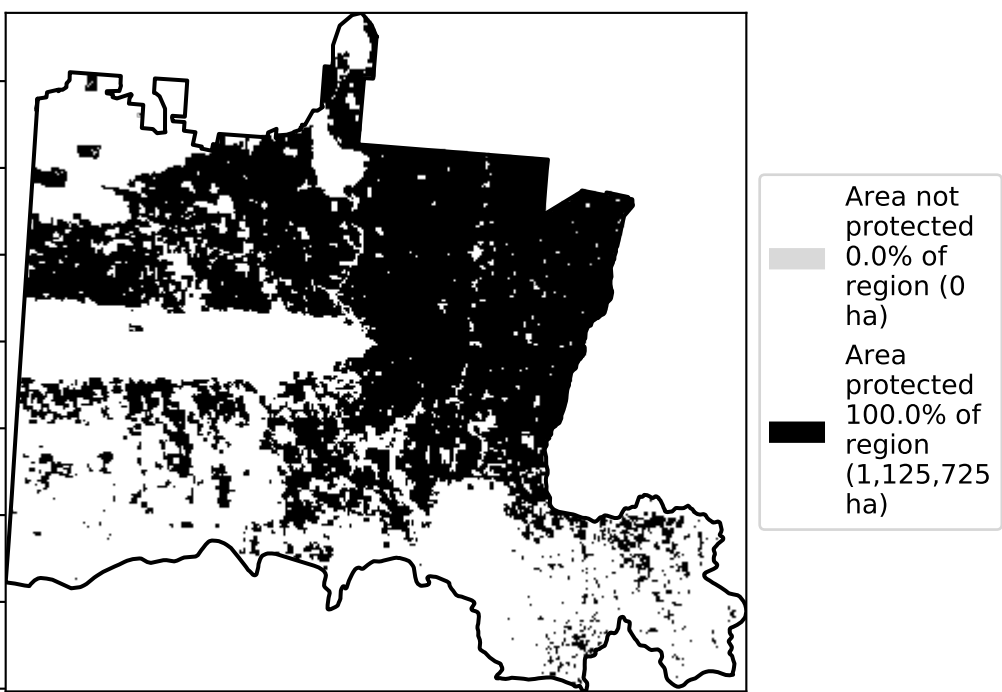 Area not
protected
0.0% of
region (0
ha)
Area
protected
100.0% of
region
(1,125,725
ha)